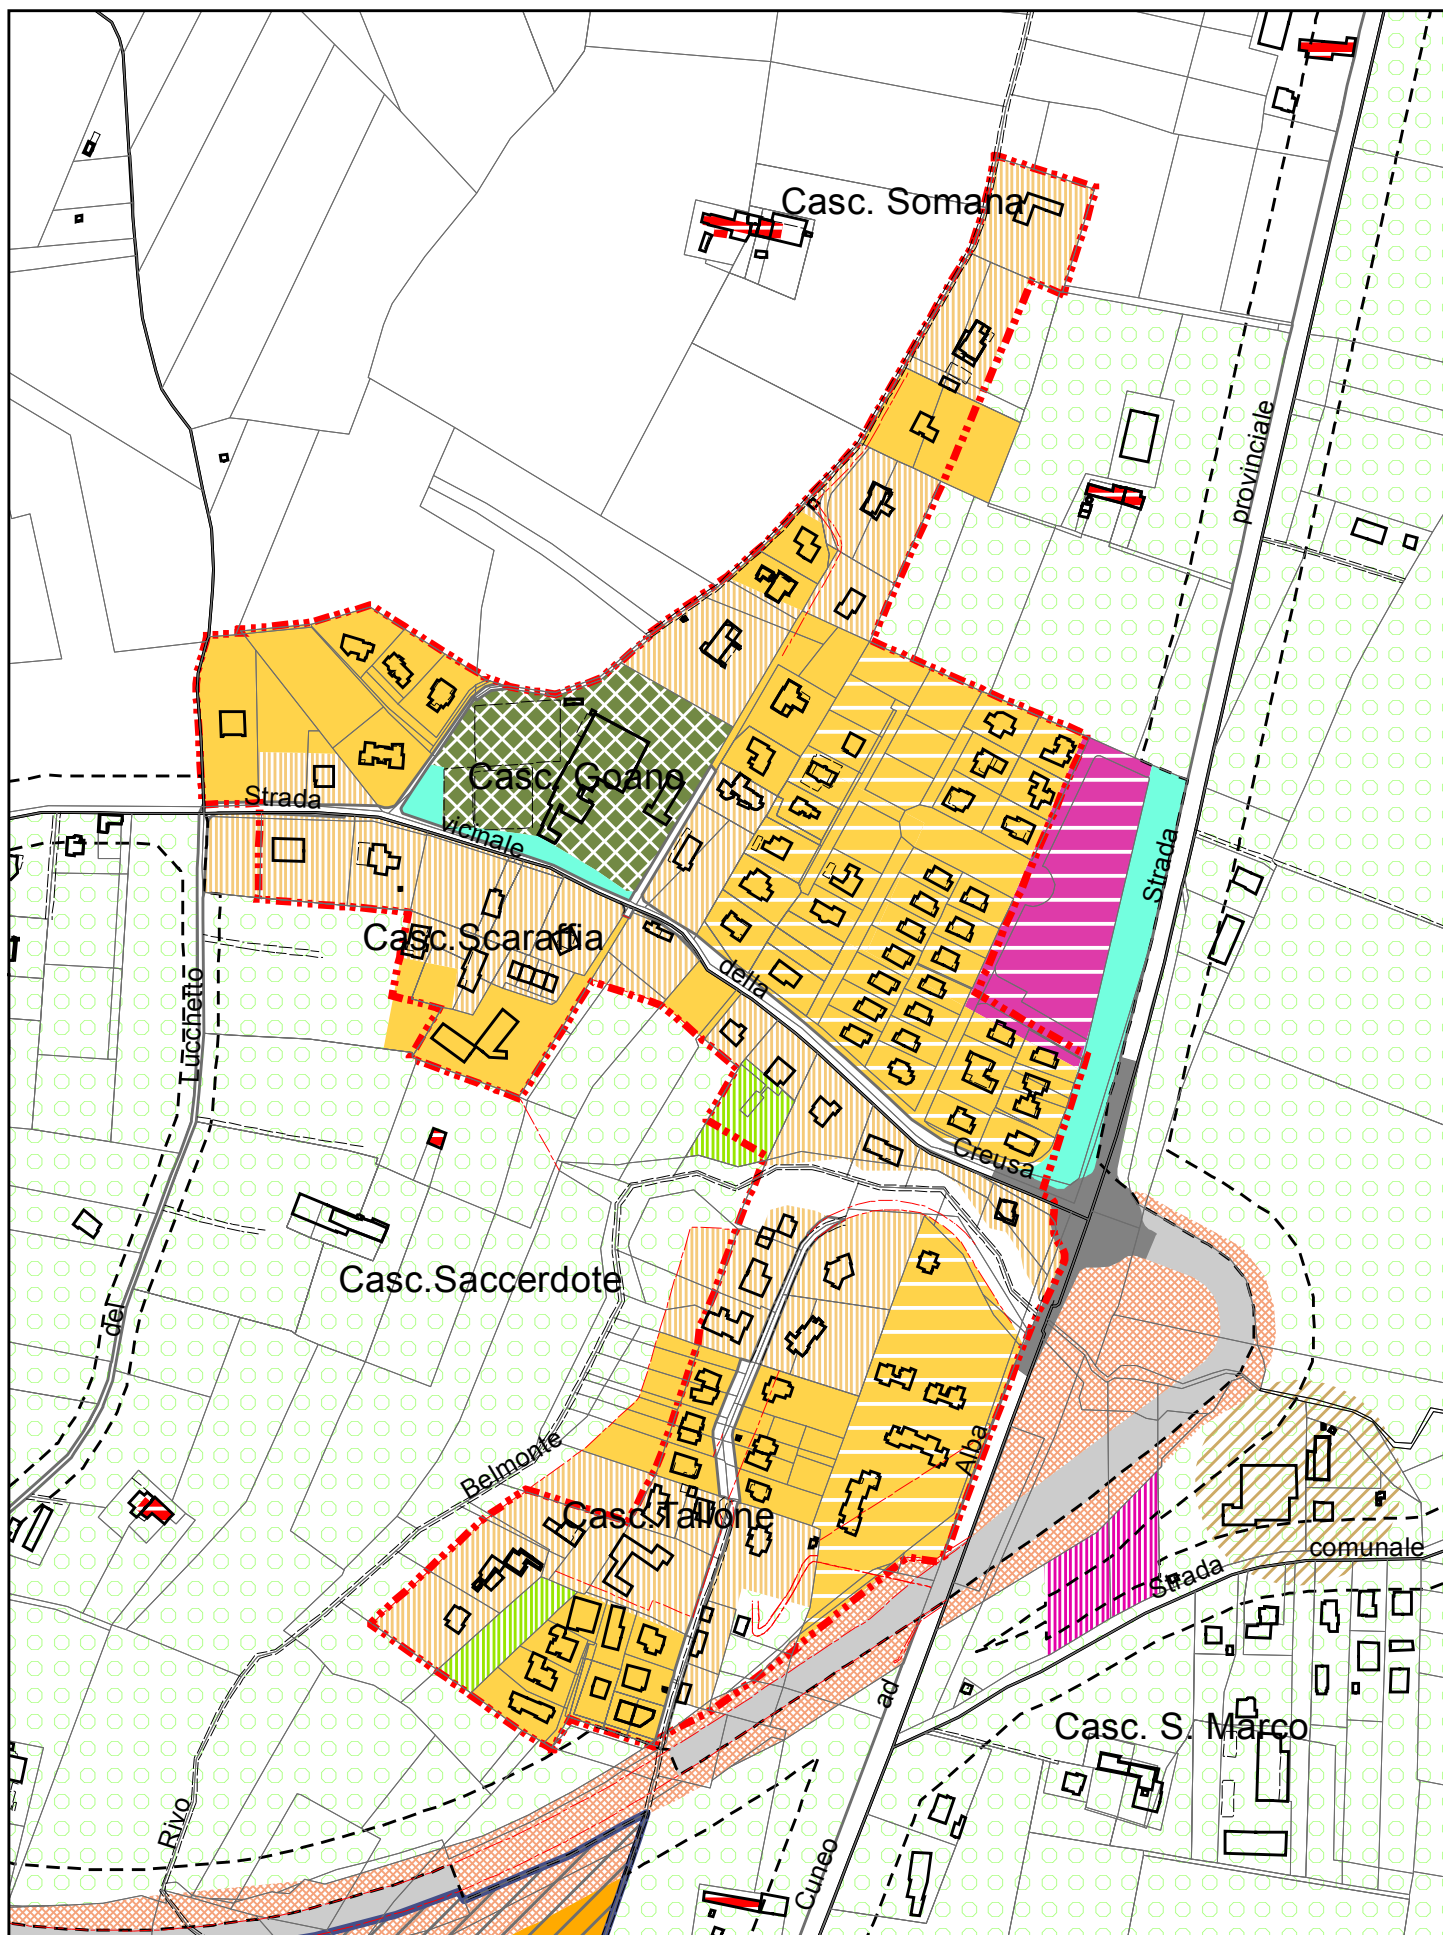 Casc. Somana
provinciale
Casc. Goano
Strada
vicinale
Strada
Casc.Scaraffia
della
Lucchetto
Creusa
Casc.Saccerdote
del
Alba
Belmonte
Casc.Tallone
comunale
Strada
ad
Casc. S. Marco
Rivo
Cuneo